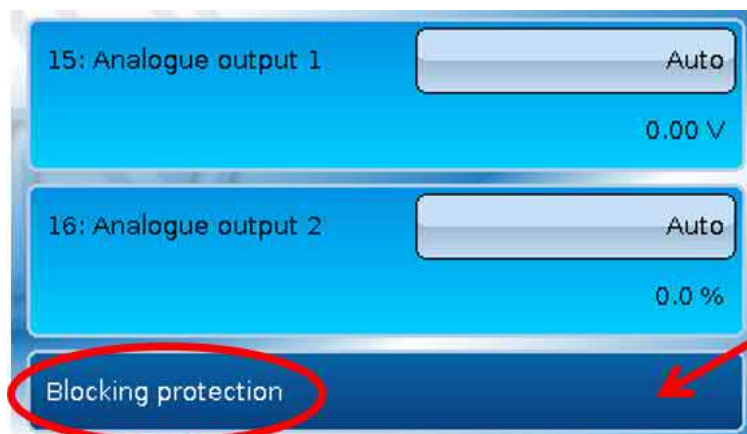 15: Analogue output 1 Auto
0.00 V
16: Analogue output 2 Auto
0.0 %
Blocking protection